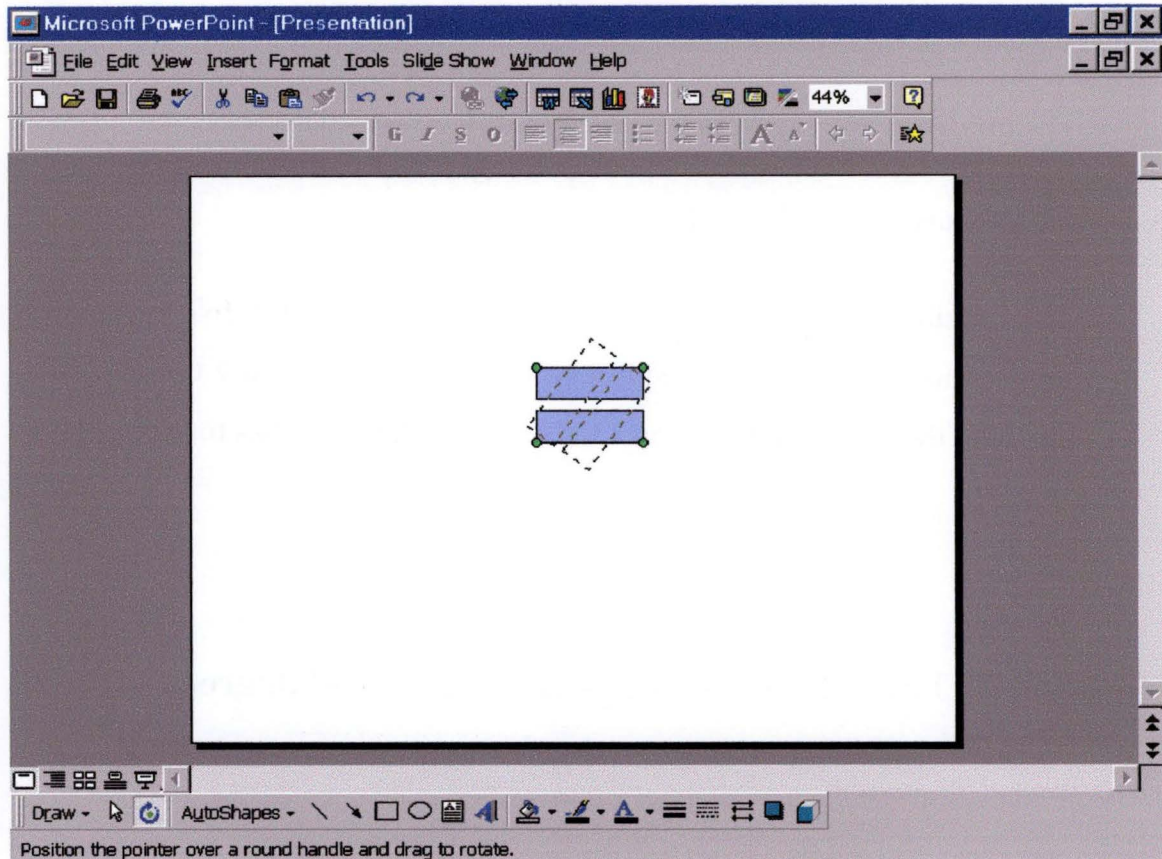 Microsoft PowerPoint - [Presentation]
File Edit View Insert Format Tools Slide Show Window Help
ABC 44%
G I S O A A
Draw AutoShapes A A
Position the pointer over a round handle and drag to rotate.